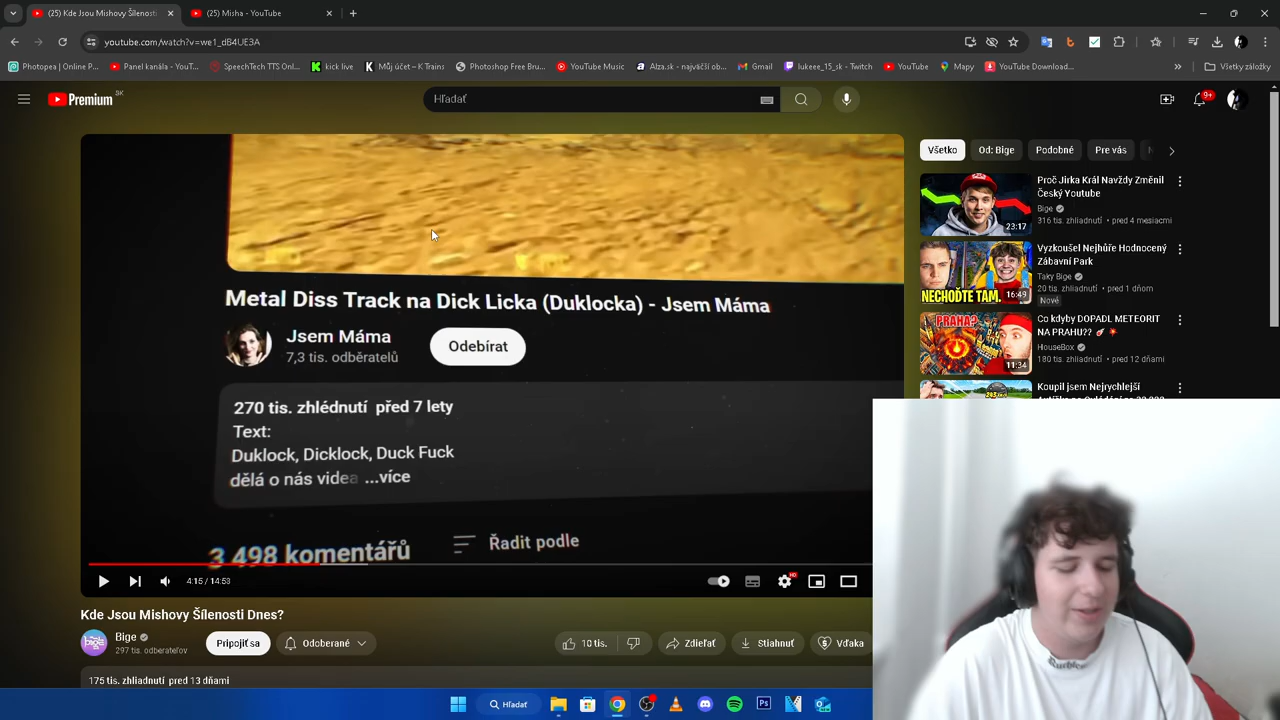 (25) Kde Jsou Mishovy Šílenosti
(25) Misha - YouTube
youtube.com/watch?v=we1_dB4UE3A
Photopea | Online P...
Panel kanála - YouT...
SpeechTech TTS Onl...
kick live
Můj účet – K Trains
Photoshop Free Bru...
YouTube Music
Alza.sk - najväčší ob...
Gmail
lukeee_15_sk - Twitch
YouTube
Mapy
YouTube Download...
Všetky záložky
Premium SK
Hľadať
9+
Všetko
Od: Bige
Podobné
Pre vás
Metal Diss Track na Dick Licka (Duklocka) - Jsem Máma
Jsem Máma
7,3 tis. odběratelů
Odebírat
270 tis. zhlédnutí před 7 lety
Text:
Duklock, Dicklock, Duck Fuck
dělá o nás videa ...více
3 498 komentářů
Řadit podle
4:15 / 14:53
HD
Proč Jirka Král Navždy Změnil
Český Youtube
Bige
316 tis. zhliadnutí • pred 4 mesiacmi
23:17
Vyzkoušel Nejhůře Hodnocený
Zábavní Park
Taky Bige
20 tis. zhliadnutí • pred 1 dňom
Nové
NECHOĎTE TAM.
16:49
Co kdyby DOPADL METEORIT
NA PRAHU??
HouseBox
180 tis. zhliadnutí • pred 12 dňami
PRAHA?
11:34
Koupil jsem Nejrychlejší
Kde Jsou Mishovy Šílenosti Dnes?
Bige
297 tis. odberateľov
Pripojiť sa
Odoberané
10 tis.
Zdieľať
Stiahnuť
Vďaka
175 tis. zhliadnutí pred 13 dňami
Hľadať